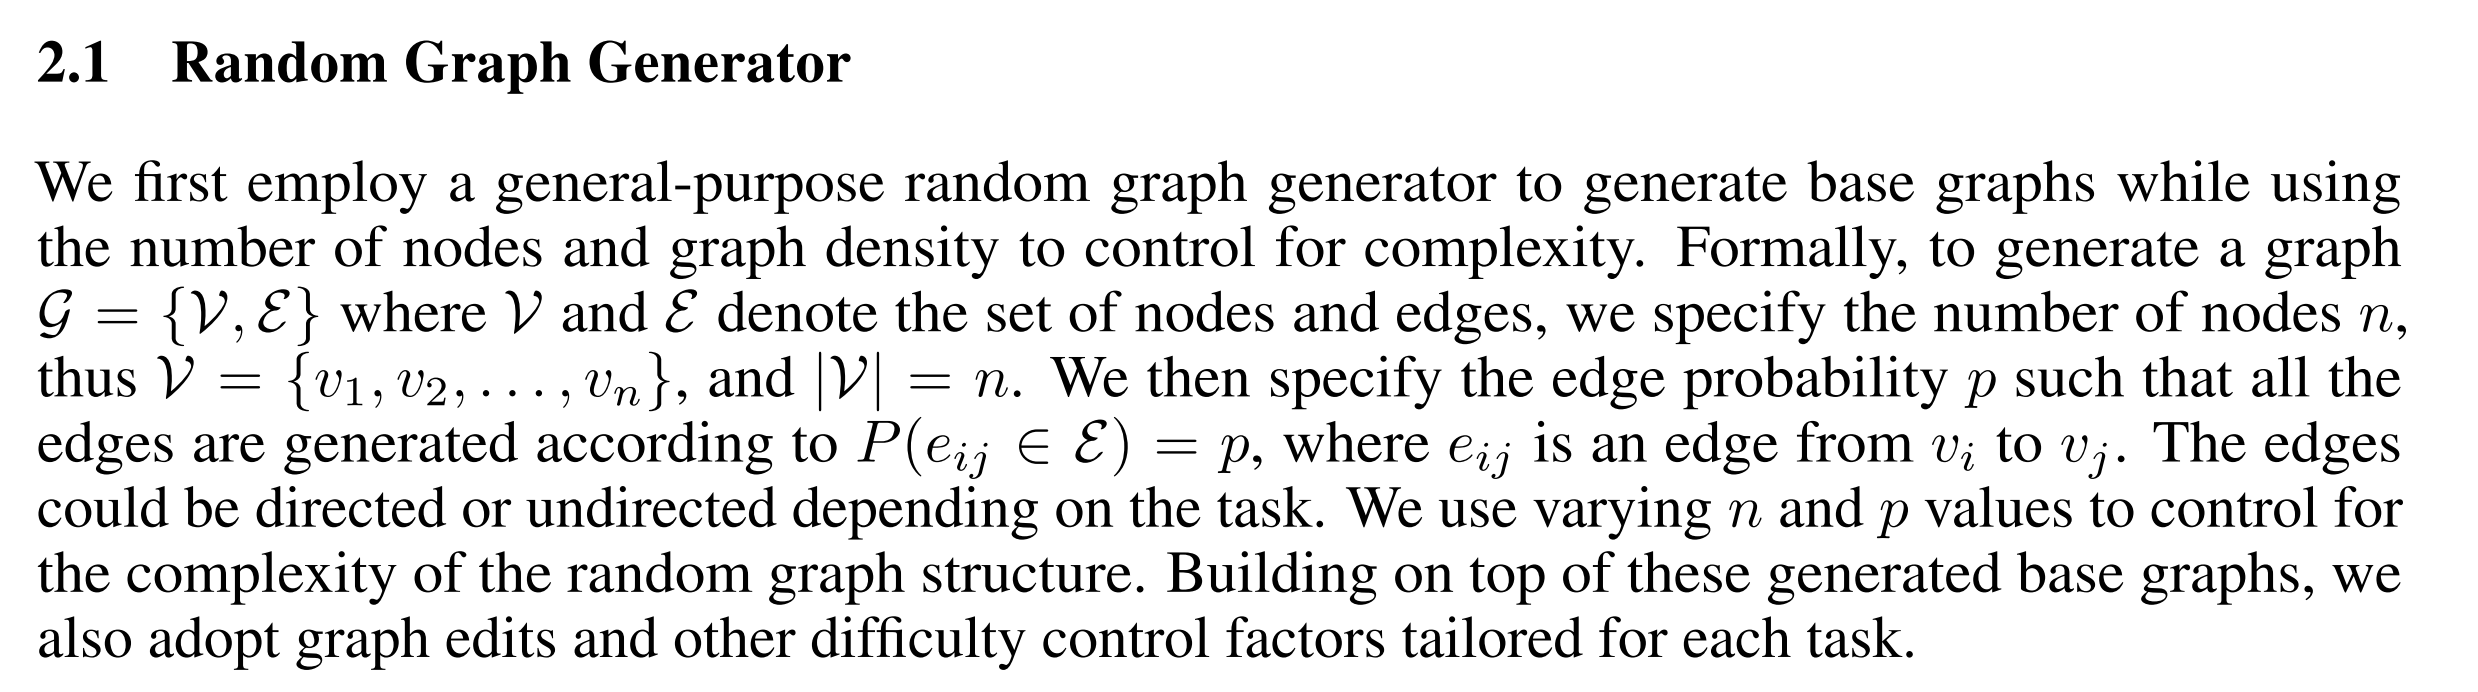 2.1 Random Graph Generator
We first employ a general-purpose random graph generator to generate base graphs while using
the number of nodes and graph density to control for complexity. Formally, to generate a graph
𝒢 = {𝒱, ℰ} where 𝒱 and ℰ denote the set of nodes and edges, we specify the number of nodes n,
thus 𝒱 = {v₁, v₂, . . . , vₙ}, and |𝒱| = n. We then specify the edge probability p such that all the
edges are generated according to P(eᵢⱼ ∈ ℰ) = p, where eᵢⱼ is an edge from vᵢ to vⱼ. The edges
could be directed or undirected depending on the task. We use varying n and p values to control for
the complexity of the random graph structure. Building on top of these generated base graphs, we
also adopt graph edits and other difficulty control factors tailored for each task.